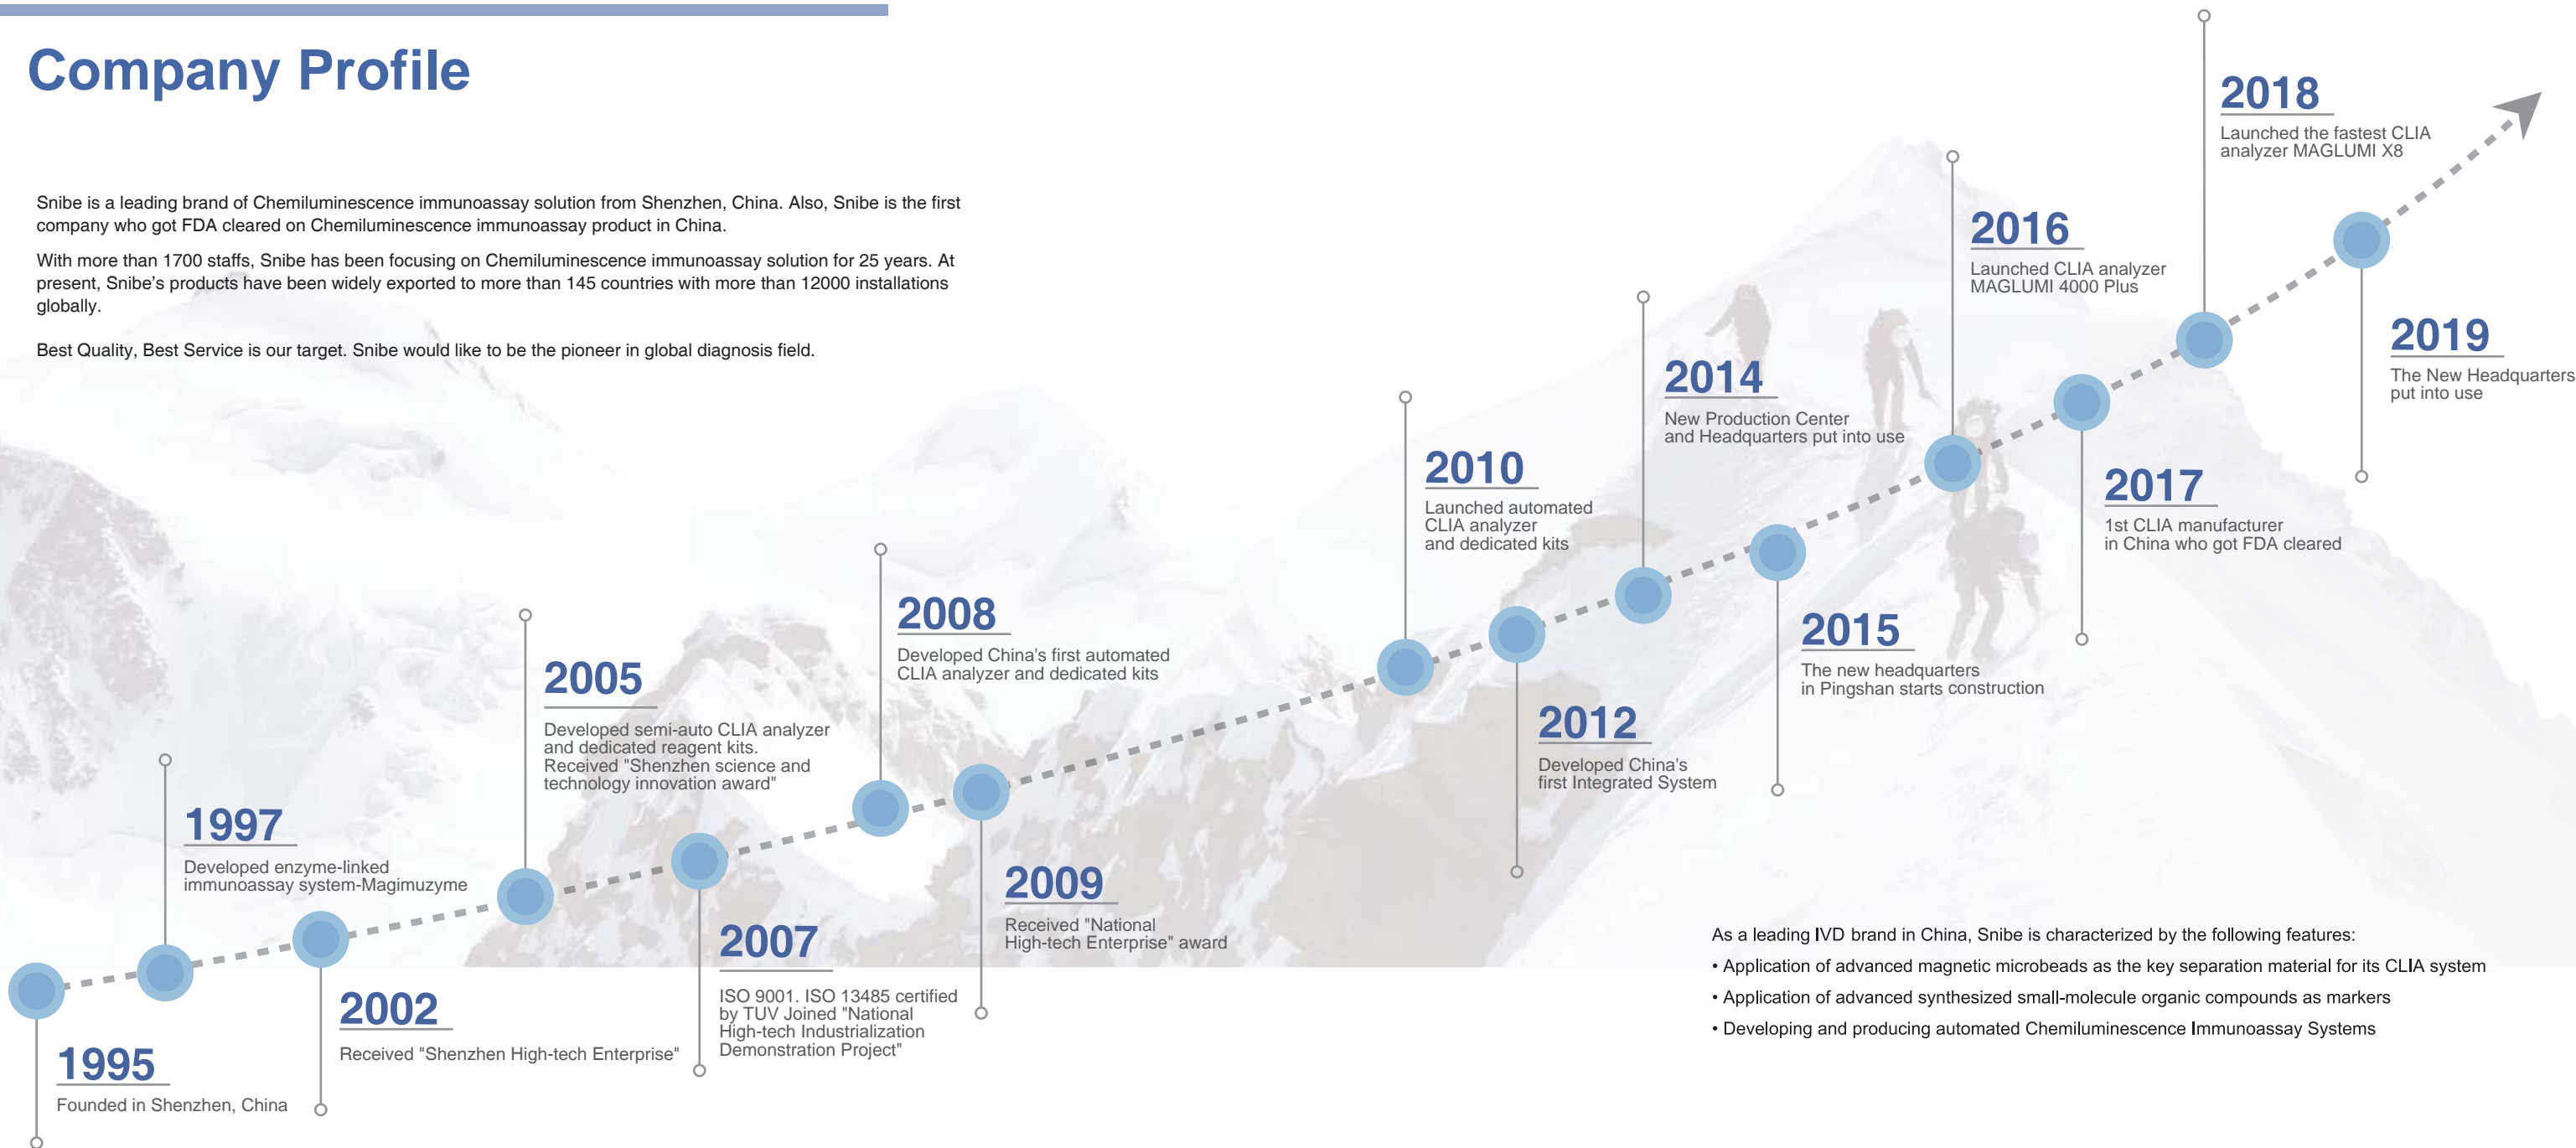 Company Profile
Snibe is a leading brand of Chemiluminescence immunoassay solution from Shenzhen, China. Also, Snibe is the first
company who got FDA cleared on Chemiluminescence immunoassay product in China.
With more than 1700 staffs, Snibe has been focusing on Chemiluminescence immunoassay solution for 25 years. At
present, Snibe's products have been widely exported to more than 145 countries with more than 12000 installations
globally.
Best Quality, Best Service is our target. Snibe would like to be the pioneer in global diagnosis field.
1995
Founded in Shenzhen, China
1997
Developed enzyme-linked
immunoassay system-Magimuzyme
2002
Received "Shenzhen High-tech Enterprise"
2005
Developed semi-auto CLIA analyzer
and dedicated reagent kits.
Received "Shenzhen science and
technology innovation award"
2007
ISO 9001. ISO 13485 certified
by TUV Joined "National
High-tech Industrialization
Demonstration Project"
2008
Developed China's first automated
CLIA analyzer and dedicated kits
2009
Received "National
High-tech Enterprise" award
2010
Launched automated
CLIA analyzer
and dedicated kits
2012
Developed China's
first Integrated System
2014
New Production Center
and Headquarters put into use
2015
The new headquarters
in Pingshan starts construction
2016
Launched CLIA analyzer
MAGLUMI 4000 Plus
2017
1st CLIA manufacturer
in China who got FDA cleared
2018
Launched the fastest CLIA
analyzer MAGLUMI X8
2019
The New Headquarters
put into use
As a leading IVD brand in China, Snibe is characterized by the following features:
• Application of advanced magnetic microbeads as the key separation material for its CLIA system
• Application of advanced synthesized small-molecule organic compounds as markers
• Developing and producing automated Chemiluminescence Immunoassay Systems